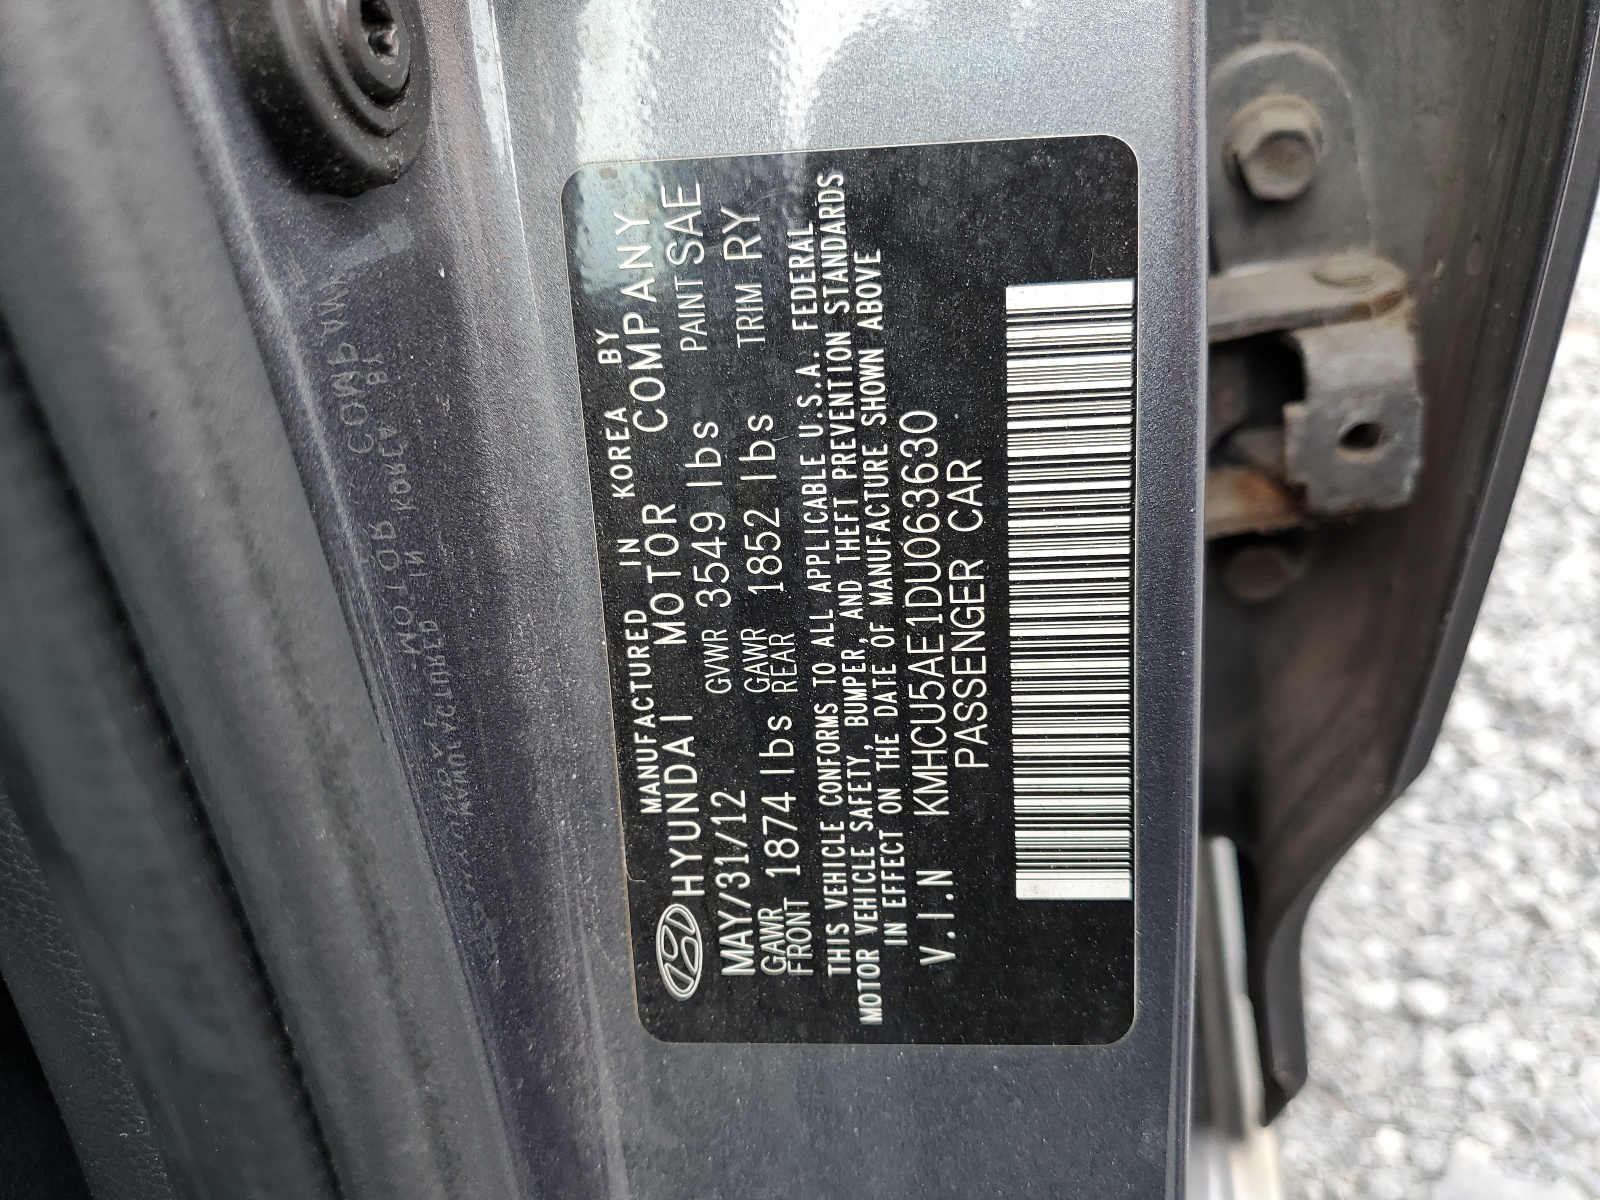 MANUFACTURED IN KOREA BY
HYUNDAI MOTOR COMPANY
MAY/31/12 GVWR 3549 lbs PAINT SAE
GAWR FRONT 1874 lbs GAWR REAR 1852 lbs TRIM RY
THIS VEHICLE CONFORMS TO ALL APPLICABLE U.S.A. FEDERAL
MOTOR VEHICLE SAFETY, BUMPER, AND THEFT PREVENTION STANDARDS
IN EFFECT ON THE DATE OF MANUFACTURE SHOWN ABOVE
V.I.N KMHCU5AE1DU063630
PASSENGER CAR